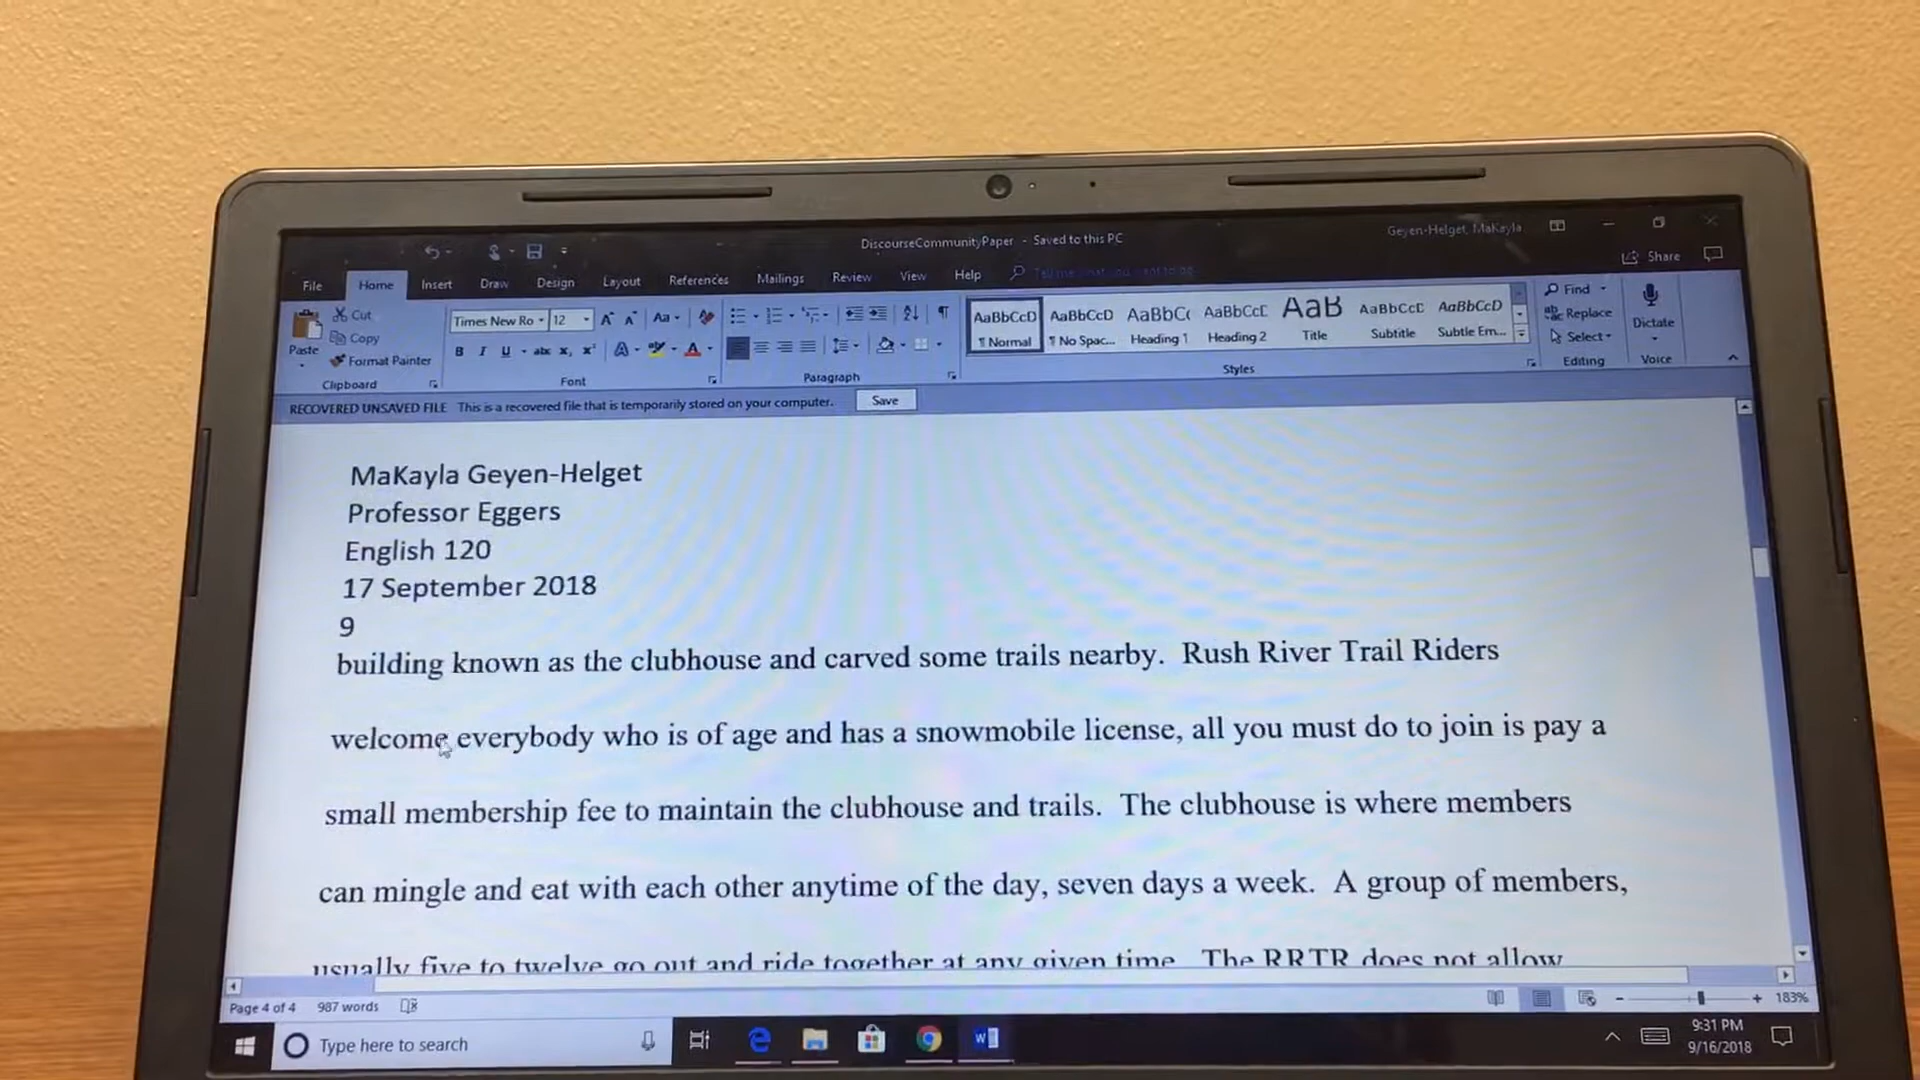 DiscourseCommunityPaper - Saved to this PC
Geyen-Helget, MaKayla
File Home Insert Draw Design Layout References Mailings Review View Help Tell me what you want to do
Share
Cut
Copy
Format Painter
Paste
Clipboard
Times New Ro 12
Font
Paragraph
AaBbCcD AaBbCcD AaBbC( AaBbCcC AaB AaBbCcC AaBbCcD
¶ Normal ¶ No Spac... Heading 1 Heading 2 Title Subtitle Subtle Em...
Styles
Find
Replace
Select
Editing
Dictate
Voice
RECOVERED UNSAVED FILE This is a recovered file that is temporarily stored on your computer. Save
MaKayla Geyen-Helget
Professor Eggers
English 120
17 September 2018
9
building known as the clubhouse and carved some trails nearby. Rush River Trail Riders
welcome everybody who is of age and has a snowmobile license, all you must do to join is pay a
small membership fee to maintain the clubhouse and trails. The clubhouse is where members
can mingle and eat with each other anytime of the day, seven days a week. A group of members,
usually five to twelve go out and ride together at any given time. The RRTR does not allow
Page 4 of 4 987 words
183%
Type here to search
9:31 PM
9/16/2018